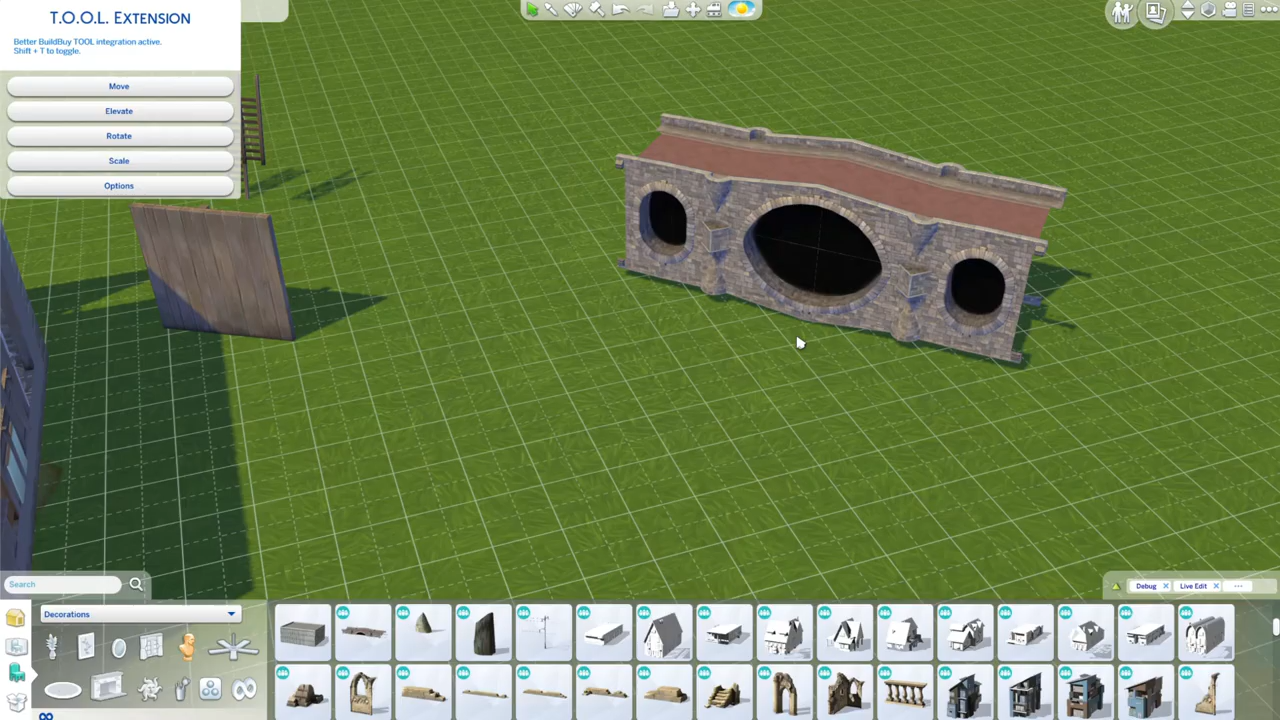 T.O.O.L. Extension
Better BuildBuy TOOL integration active.
Shift + T to toggle.
Move
Elevate
Rotate
Scale
Options
Search
Debug
Live Edit
Decorations